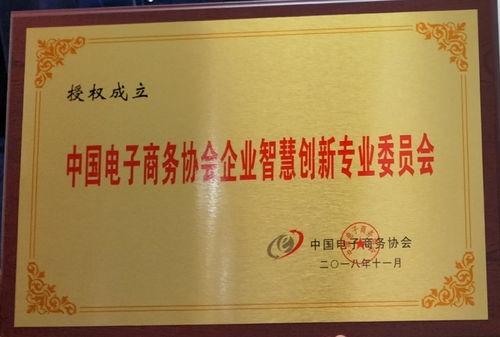 授权成立
中国电子商务协会企业智慧创新专业委员会
中国电子商务协会
二〇一八年十一月